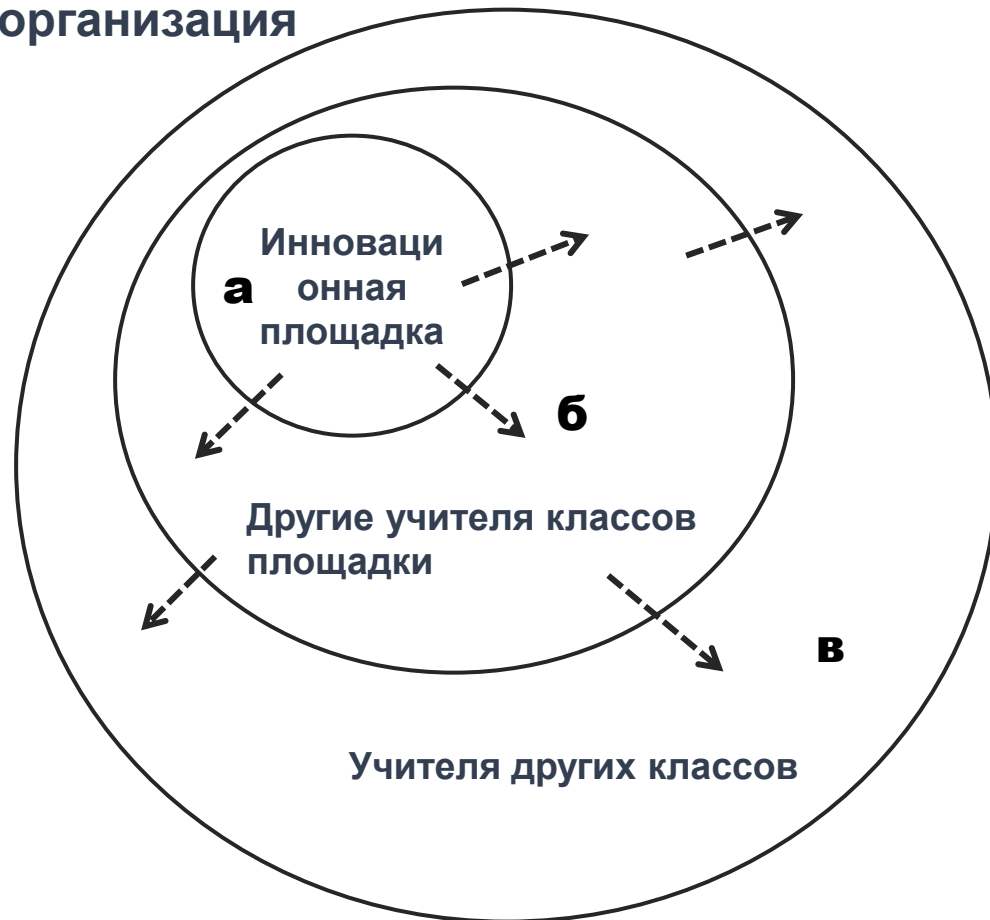 организация
Инноваци
а онная
площадка
б
Другие учителя классов
площадки
в
Учителя других классов